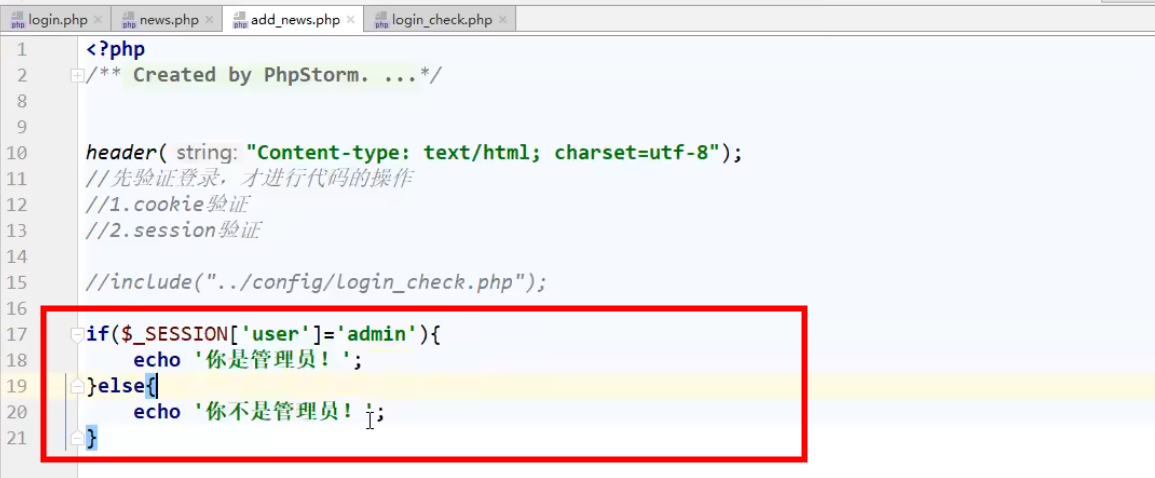 login.php news.php add_news.php login_check.php
1 <?php
2 /** Created by PhpStorm. ...*/
8
9
10 header( string: "Content-type: text/html; charset=utf-8");
11 //先验证登录，才进行代码的操作
12 //1.cookie验证
13 //2.session验证
14
15 //include("../config/login_check.php");
16
17 if($_SESSION['user']='admin'){
18 echo '你是管理员！';
19 }else{
20 echo '你不是管理员！';
21 }